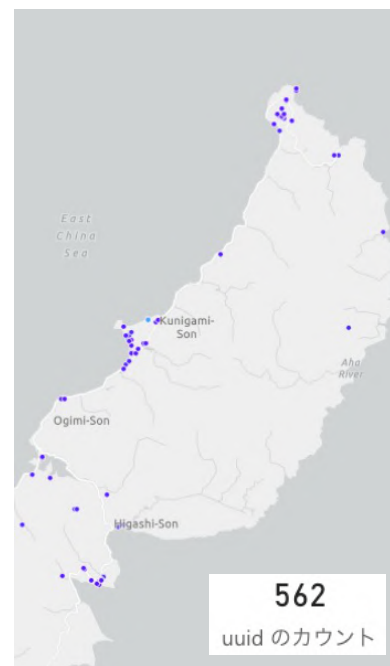 East
China
Sea
Kunigami-
Son
Aha
River
Ogimi-Son
Higashi-Son
562
uuid のカウント